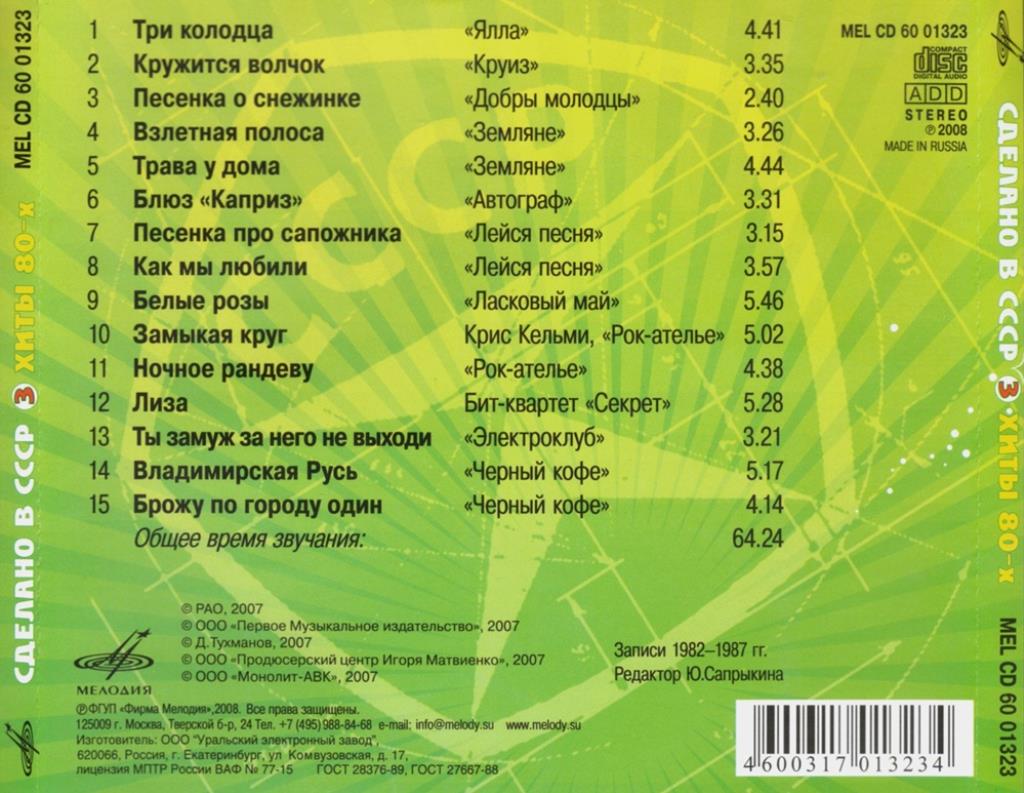 MEL CD 60 01323
СДЕЛАНО В СССР 3 ХИТЫ 80-х
1 Три колодца «Ялла» 4.41
2 Кружится волчок «Круиз» 3.35
3 Песенка о снежинке «Добры молодцы» 2.40
4 Взлетная полоса «Земляне» 3.26
5 Трава у дома «Земляне» 4.44
6 Блюз «Каприз» «Автограф» 3.31
7 Песенка про сапожника «Лейся песня» 3.15
8 Как мы любили «Лейся песня» 3.57
9 Белые розы «Ласковый май» 5.46
10 Замыкая круг Крис Кельми, «Рок-ателье» 5.02
11 Ночное рандеву «Рок-ателье» 4.38
12 Лиза Бит-квартет «Секрет» 5.28
13 Ты замуж за него не выходи «Электроклуб» 3.21
14 Владимирская Русь «Черный кофе» 5.17
15 Брожу по городу один «Черный кофе» 4.14
Общее время звучания: 64.24
MEL CD 60 01323
COMPACT
disc
DIGITAL AUDIO
ADD
STEREO
℗ 2008
MADE IN RUSSIA
СССР
© РАО, 2007
© ООО «Первое Музыкальное издательство», 2007
© Д.Тухманов, 2007
© ООО «Продюсерский центр Игоря Матвиенко», 2007
© ООО «Монолит-АВК», 2007
МЕЛОДИЯ
Записи 1982–1987 гг.
Редактор Ю.Сапрыкина
℗ ФГУП «Фирма Мелодия», 2008. Все права защищены.
125009 г. Москва, Тверской б-р, 24 Тел. +7 (495) 988-84-68 e-mail: info@melody.su www.melody.su
Изготовитель: ООО "Уральский электронный завод",
620066, Россия, г. Екатеринбург, ул Комвузовская, д. 17,
лицензия МПТР России ВАФ № 77-15 ГОСТ 28376-89, ГОСТ 27667-88
4 600317 013234
СДЕЛАНО В СССР 3 ХИТЫ 80-х
MEL CD 60 01323